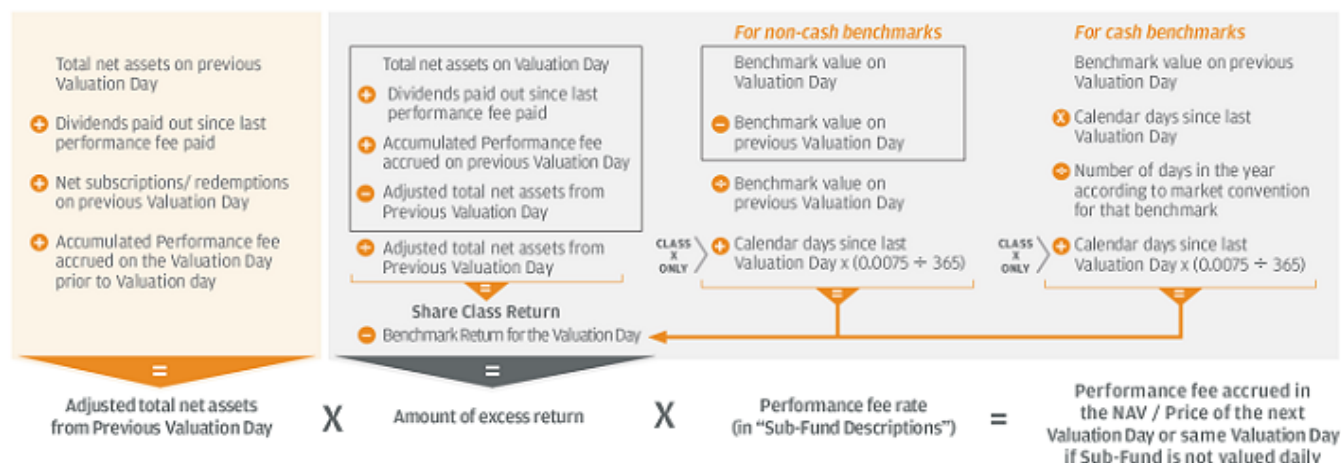 Total net assets on previous
Valuation Day
+ Dividends paid out since last
performance fee paid
+ Net subscriptions/ redemptions
on previous Valuation Day
+ Accumulated Performance fee
accrued on the Valuation Day
prior to Valuation day
=
Adjusted total net assets
from Previous Valuation Day
X
Total net assets on Valuation Day
+ Dividends paid out since last
performance fee paid
+ Accumulated Performance fee
accrued on previous Valuation Day
− Adjusted total net assets from
Previous Valuation Day
÷ Adjusted total net assets from
Previous Valuation Day
=
Share Class Return
− Benchmark Return for the Valuation Day
=
Amount of excess return
X
For non-cash benchmarks
Benchmark value on
Valuation Day
− Benchmark value on
previous Valuation Day
÷ Benchmark value on
previous Valuation Day
CLASS
X
ONLY
+ Calendar days since last
Valuation Day x (0.0075 ÷ 365)
=
For cash benchmarks
Benchmark value on previous
Valuation Day
X Calendar days since last
Valuation Day
÷ Number of days in the year
according to market convention
for that benchmark
CLASS
X
ONLY
+ Calendar days since last
Valuation Day x (0.0075 ÷ 365)
=
Performance fee rate
(in “Sub-Fund Descriptions”)
=
Performance fee accrued in
the NAV / Price of the next
Valuation Day or same Valuation Day
if Sub-Fund is not valued daily